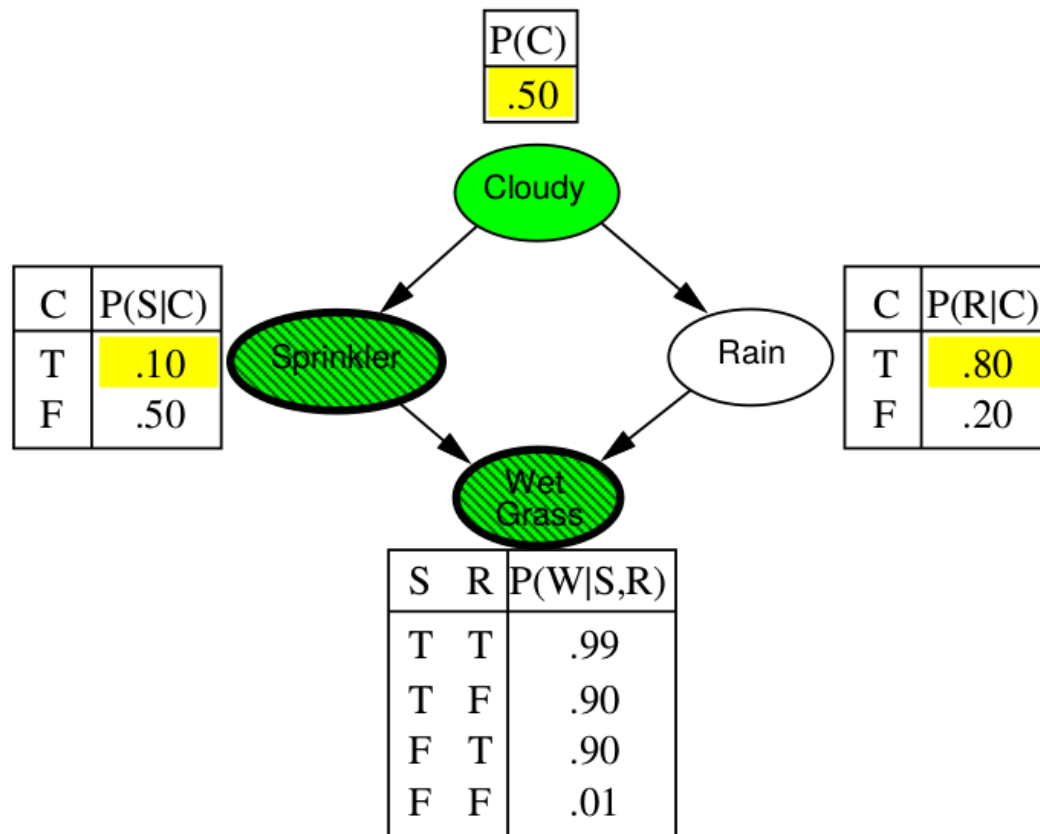 P(C)
.50
Cloudy
C P(S|C)
T .10
F .50
Sprinkler
Rain
C P(R|C)
T .80
F .20
Wet
Grass
S R P(W|S,R)
T T .99
T F .90
F T .90
F F .01